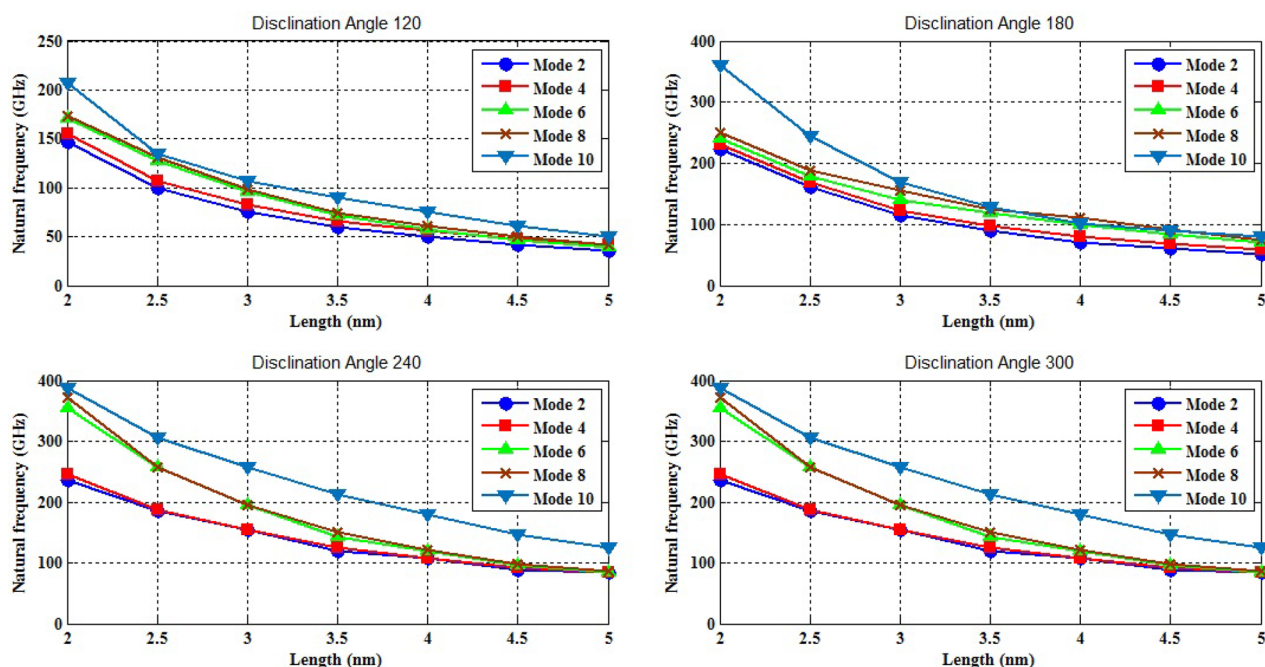 Disclination Angle 120
250
200
150
100
50
0
Natural frequency (GHz)
2 2.5 3 3.5 4 4.5 5
Length (nm)
Mode 2
Mode 4
Mode 6
Mode 8
Mode 10
Disclination Angle 180
400
300
200
100
0
Natural frequency (GHz)
2 2.5 3 3.5 4 4.5 5
Length (nm)
Mode 2
Mode 4
Mode 6
Mode 8
Mode 10
Disclination Angle 240
400
300
200
100
0
Natural frequency (GHz)
2 2.5 3 3.5 4 4.5 5
Length (nm)
Mode 2
Mode 4
Mode 6
Mode 8
Mode 10
Disclination Angle 300
400
300
200
100
0
Natural frequency (GHz)
2 2.5 3 3.5 4 4.5 5
Length (nm)
Mode 2
Mode 4
Mode 6
Mode 8
Mode 10